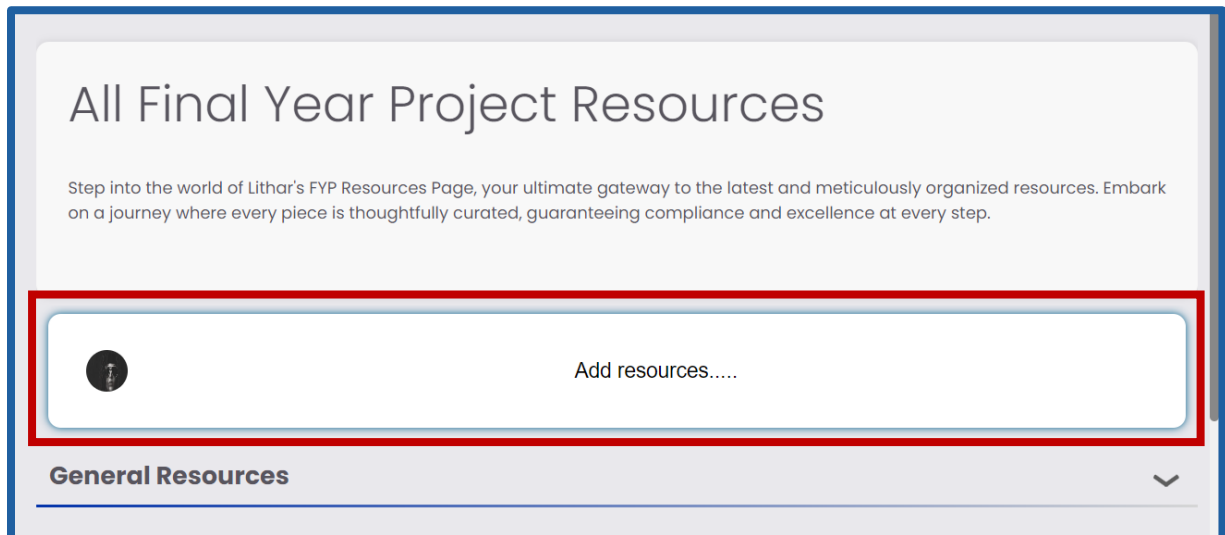 All Final Year Project Resources
Step into the world of Lithar's FYP Resources Page, your ultimate gateway to the latest and meticulously organized resources. Embark
on a journey where every piece is thoughtfully curated, guaranteeing compliance and excellence at every step.
Add resources.....
General Resources